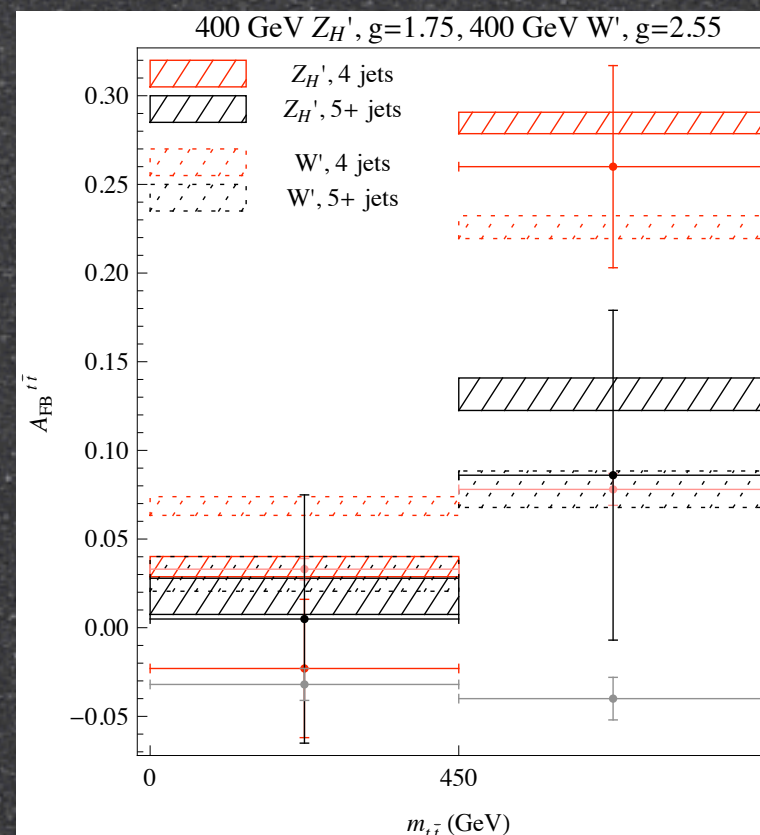 400 GeV Z_H', g=1.75, 400 GeV W', g=2.55
Z_H', 4 jets
Z_H', 5+ jets
W', 4 jets
W', 5+ jets
0.30
0.25
0.20
0.15
0.10
0.05
0.00
−0.05
A_FB^{t t̄}
0
450
m_{t t̄} (GeV)